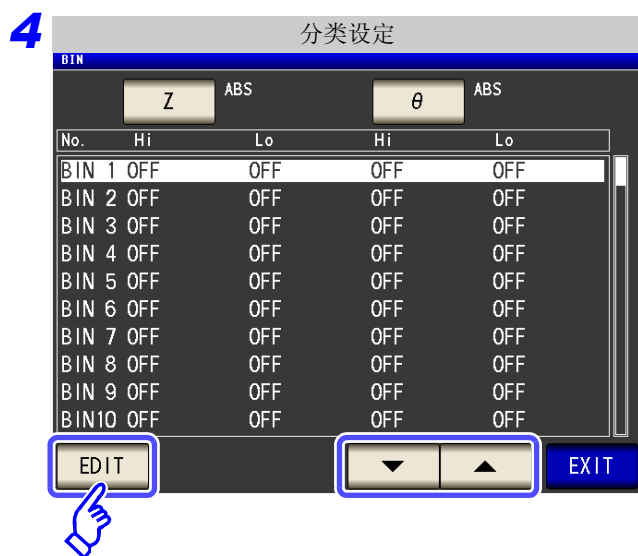 4
分类设定
BIN
Z ABS θ ABS
No. Hi Lo Hi Lo
BIN 1 OFF OFF OFF OFF
BIN 2 OFF OFF OFF OFF
BIN 3 OFF OFF OFF OFF
BIN 4 OFF OFF OFF OFF
BIN 5 OFF OFF OFF OFF
BIN 6 OFF OFF OFF OFF
BIN 7 OFF OFF OFF OFF
BIN 8 OFF OFF OFF OFF
BIN 9 OFF OFF OFF OFF
BIN10 OFF OFF OFF OFF
EDIT ▼ ▲ EXIT